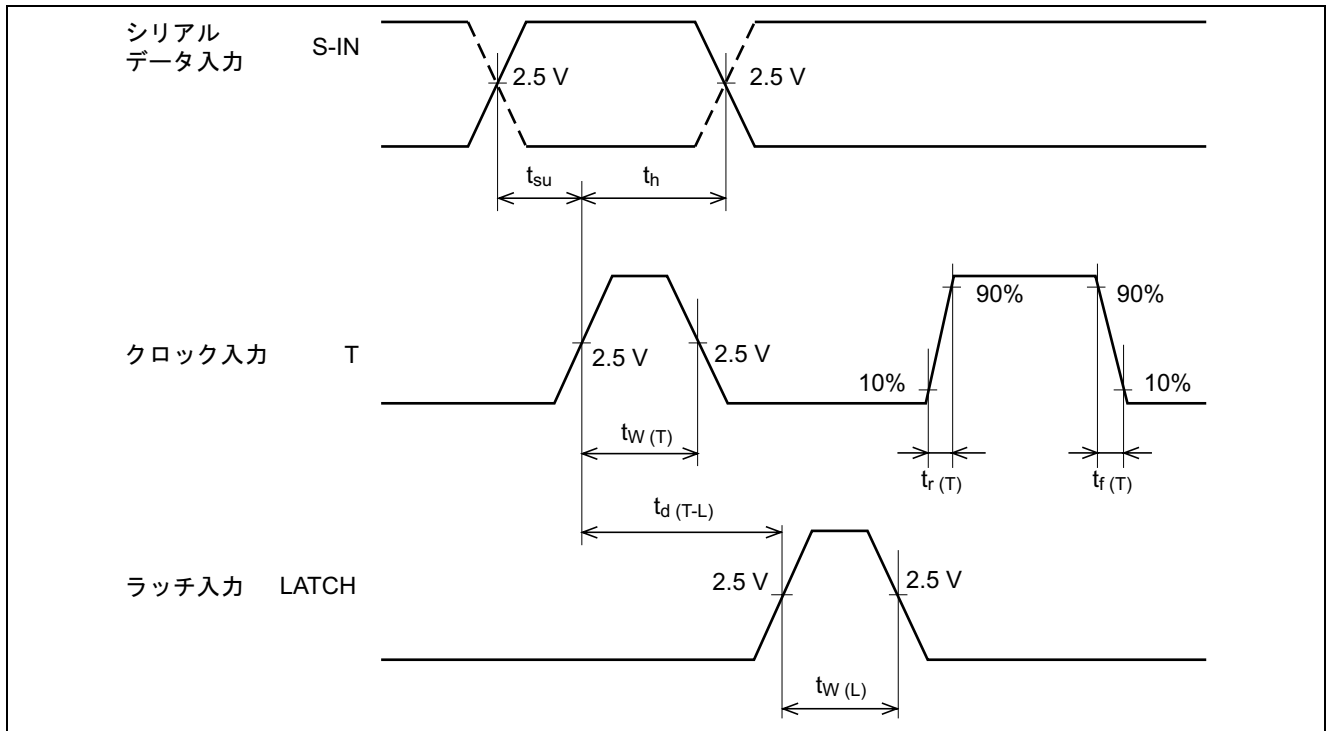 シリアル
データ入力 S-IN
2.5 V 2.5 V
tsu th
90% 90%
クロック入力 T
2.5 V 2.5 V
10% 10%
tW (T)
tr (T) tf (T)
td (T-L)
ラッチ入力 LATCH
2.5 V 2.5 V
tW (L)